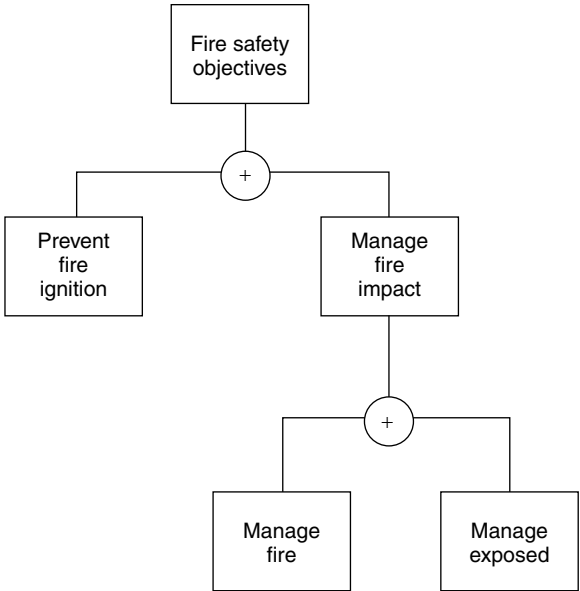 Fire safety
objectives
+
Prevent
fire
ignition
Manage
fire
impact
+
Manage
fire
Manage
exposed